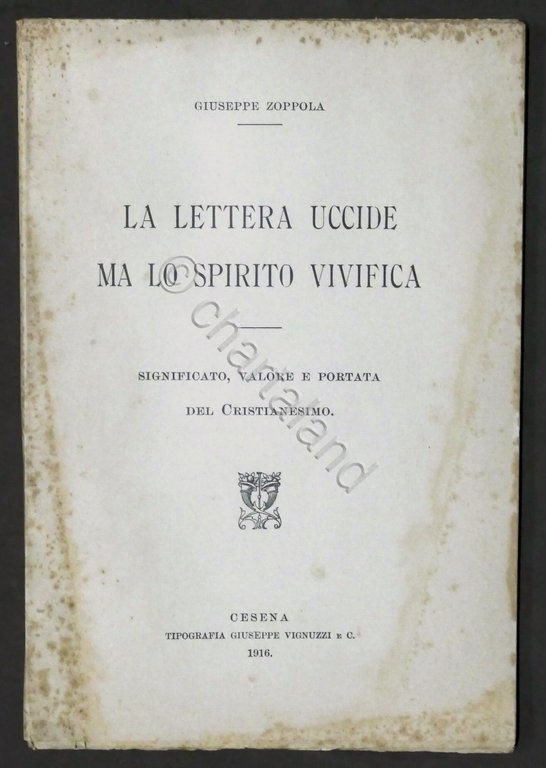 GIUSEPPE ZOPPOLA
LA LETTERA UCCIDE
MA LO SPIRITO VIVIFICA
SIGNIFICATO, VALORE E PORTATA
DEL CRISTIANESIMO.
CESENA
TIPOGRAFIA GIUSEPPE VIGNUZZI E C.
1916.
© chartaland